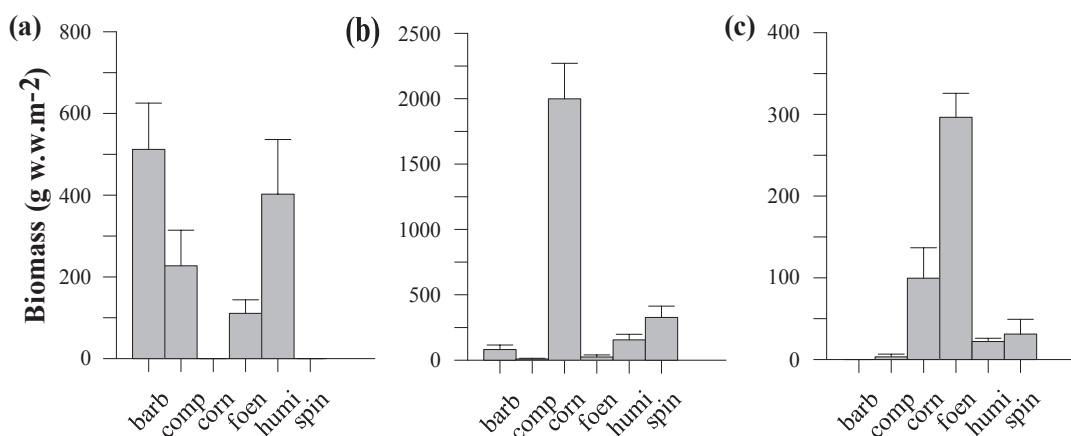 (a)
Biomass (g w.w.m-2)
800
600
400
200
0
barb
comp
corn
foen
humi
spin
(b)
2500
2000
1500
1000
500
0
barb
comp
corn
foen
humi
spin
(c)
400
300
200
100
0
barb
comp
corn
foen
humi
spin